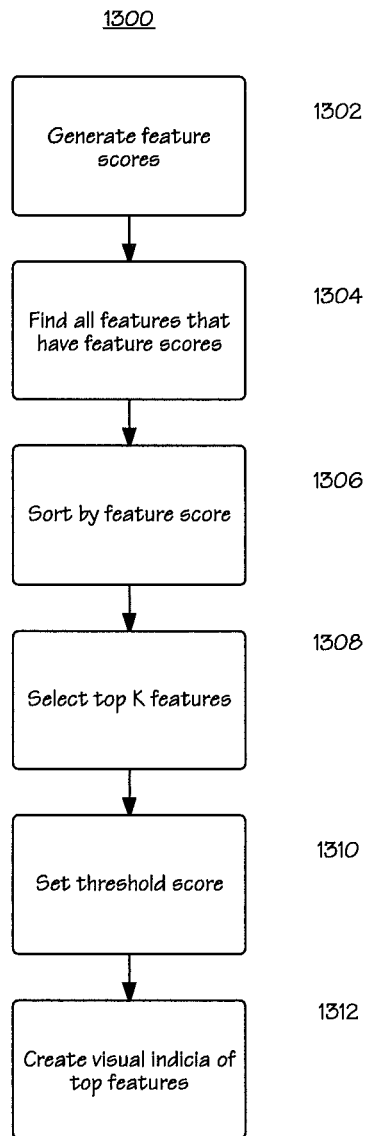 1300
Generate feature
scores
1302
Find all features that
have feature scores
1304
Sort by feature score
1306
Select top K features
1308
Set threshold score
1310
Create visual indicia of
top features
1312